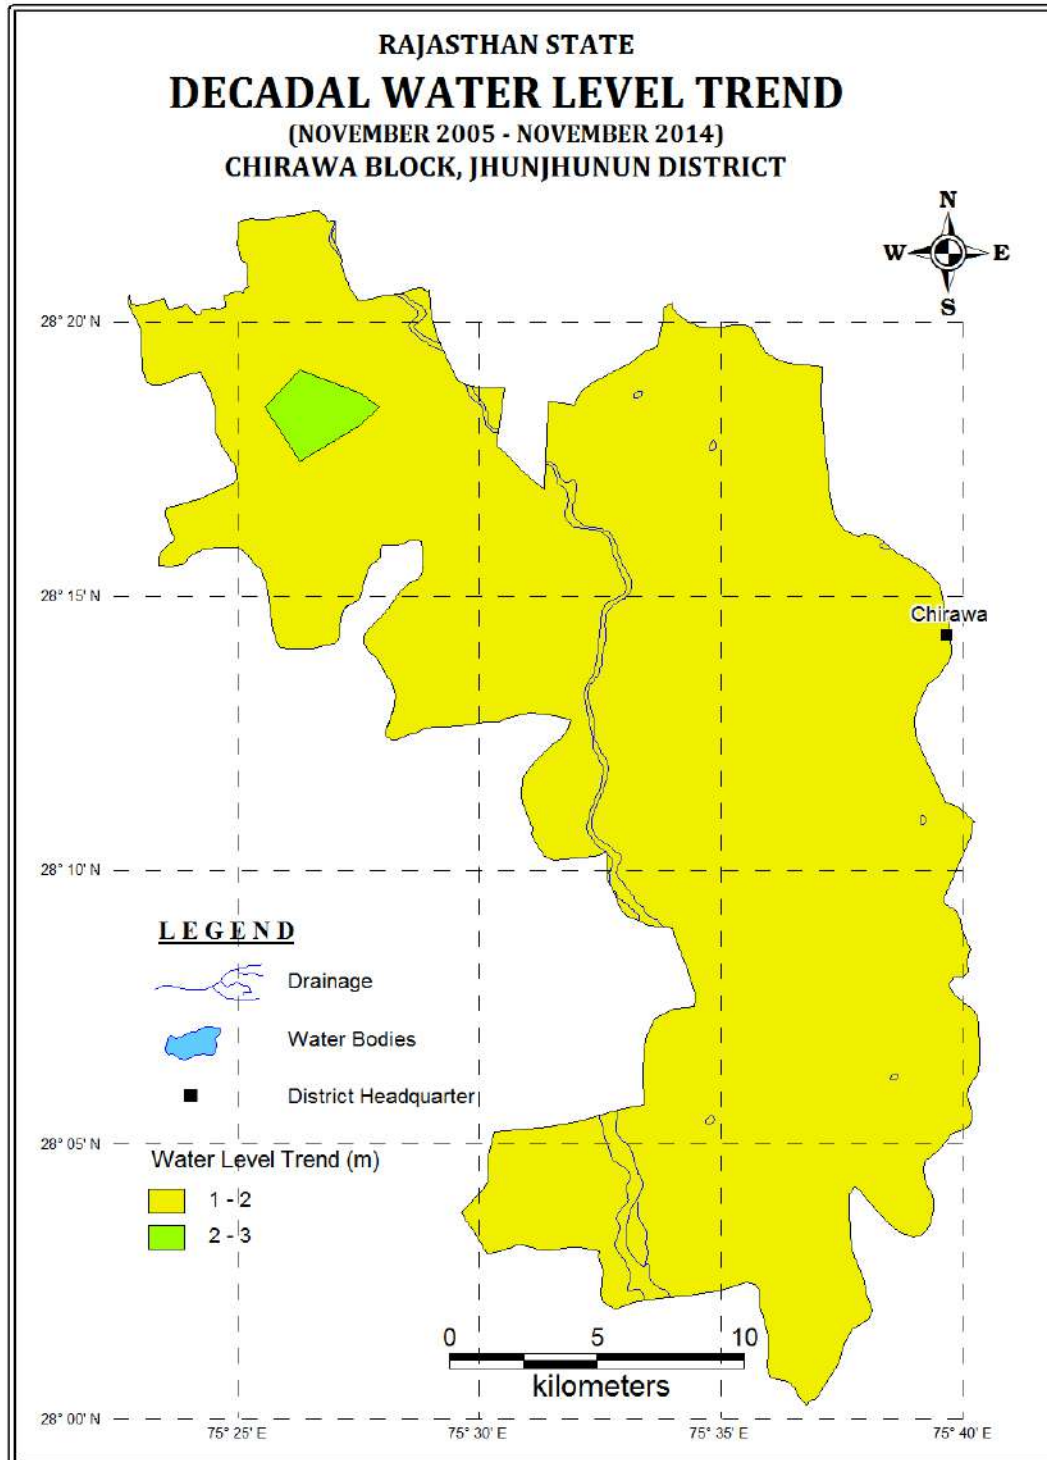 RAJASTHAN STATE
DECADAL WATER LEVEL TREND
(NOVEMBER 2005 - NOVEMBER 2014)
CHIRAWA BLOCK, JHUNJHUNUN DISTRICT
N
W E
S
28° 20' N
28° 15' N
Chirawa
28° 10' N
LEGEND
Drainage
Water Bodies
District Headquarter
28° 05' N
Water Level Trend (m)
1 - 2
2 - 3
0 5 10
kilometers
28° 00' N
75° 25' E 75° 30' E 75° 35' E 75° 40' E